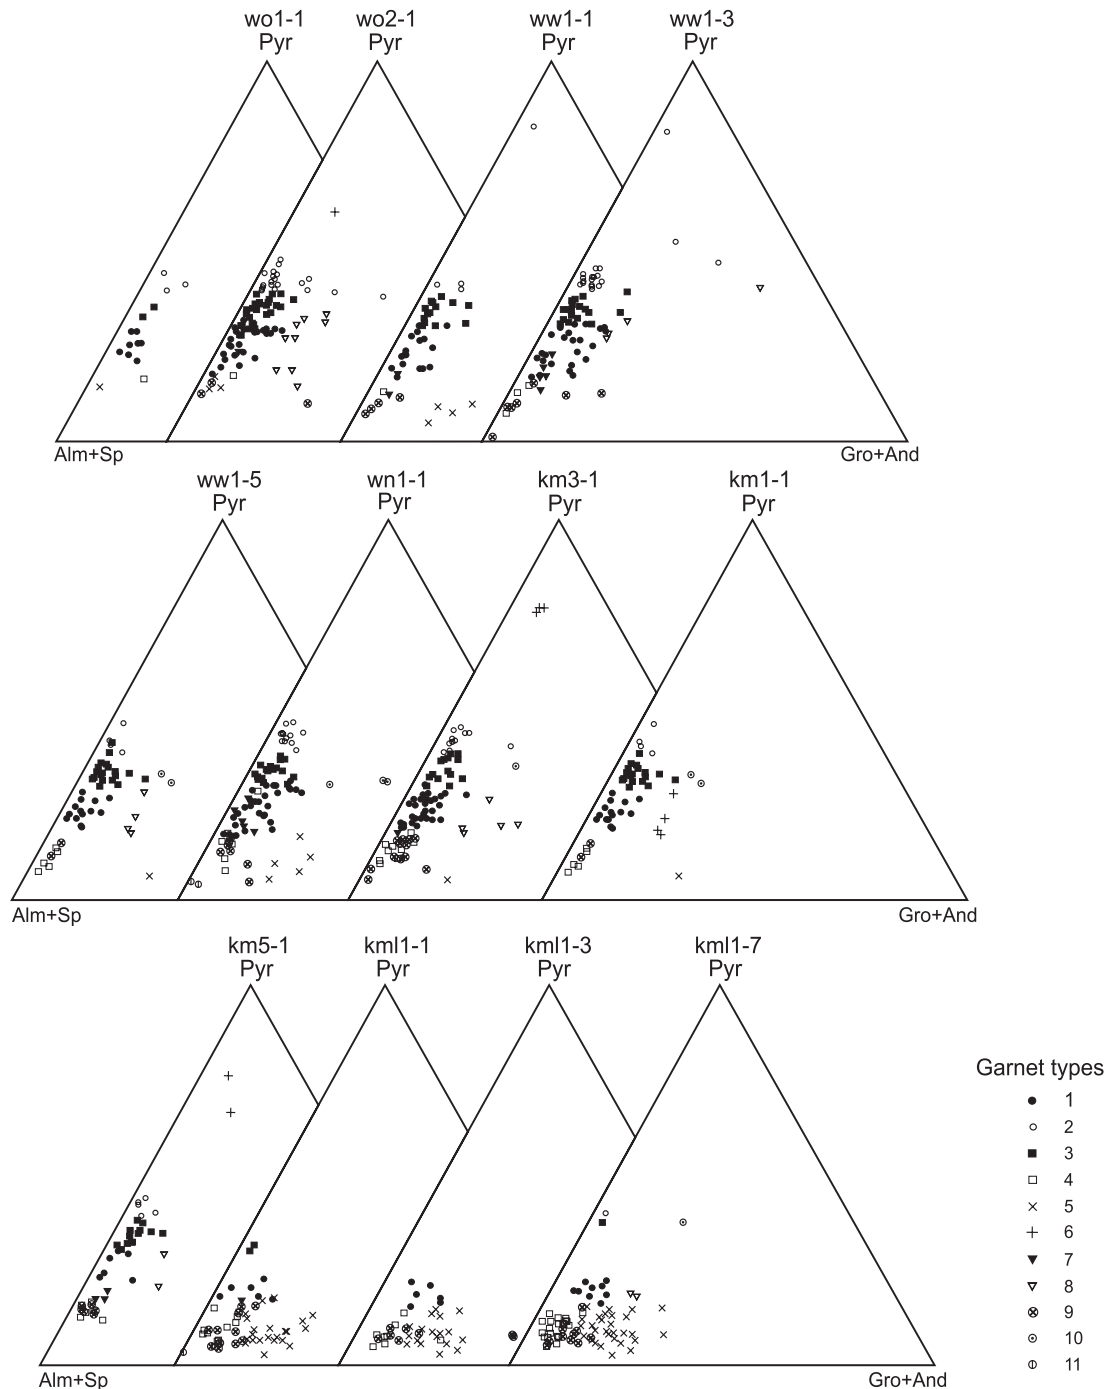 wo1-1 wo2-1 ww1-1 ww1-3
Pyr Pyr Pyr Pyr
Alm+Sp Gro+And
ww1-5 wn1-1 km3-1 km1-1
Pyr Pyr Pyr Pyr
Alm+Sp Gro+And
km5-1 kml1-1 kml1-3 kml1-7
Pyr Pyr Pyr Pyr
Alm+Sp Gro+And
Garnet types
1
2
3
4
5
6
7
8
9
10
11